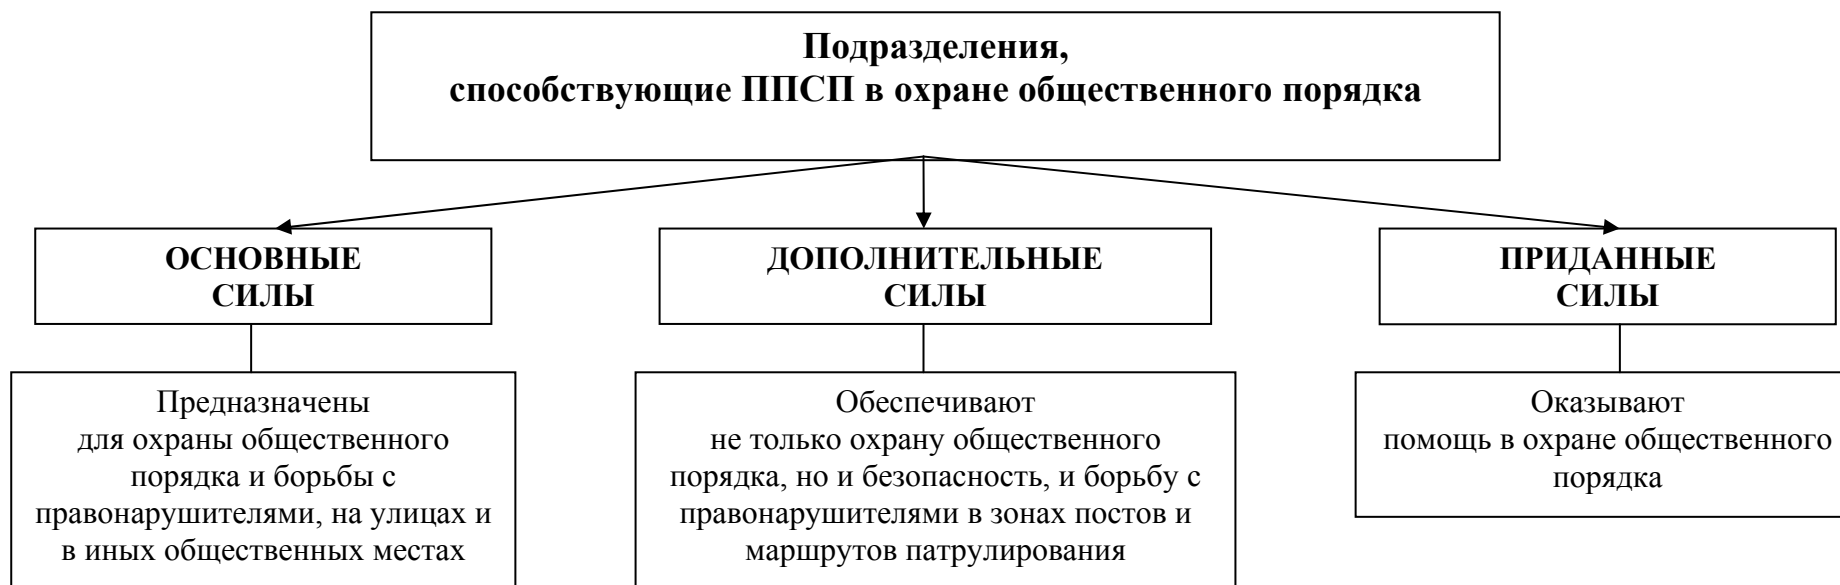 Подразделения,
способствующие ППСП в охране общественного порядка
ОСНОВНЫЕ
СИЛЫ
Предназначены
для охраны общественного
порядка и борьбы с
правонарушителями, на улицах и
в иных общественных местах
ДОПОЛНИТЕЛЬНЫЕ
СИЛЫ
Обеспечивают
не только охрану общественного
порядка, но и безопасность, и борьбу с
правонарушителями в зонах постов и
маршрутов патрулирования
ПРИДАННЫЕ
СИЛЫ
Оказывают
помощь в охране общественного
порядка